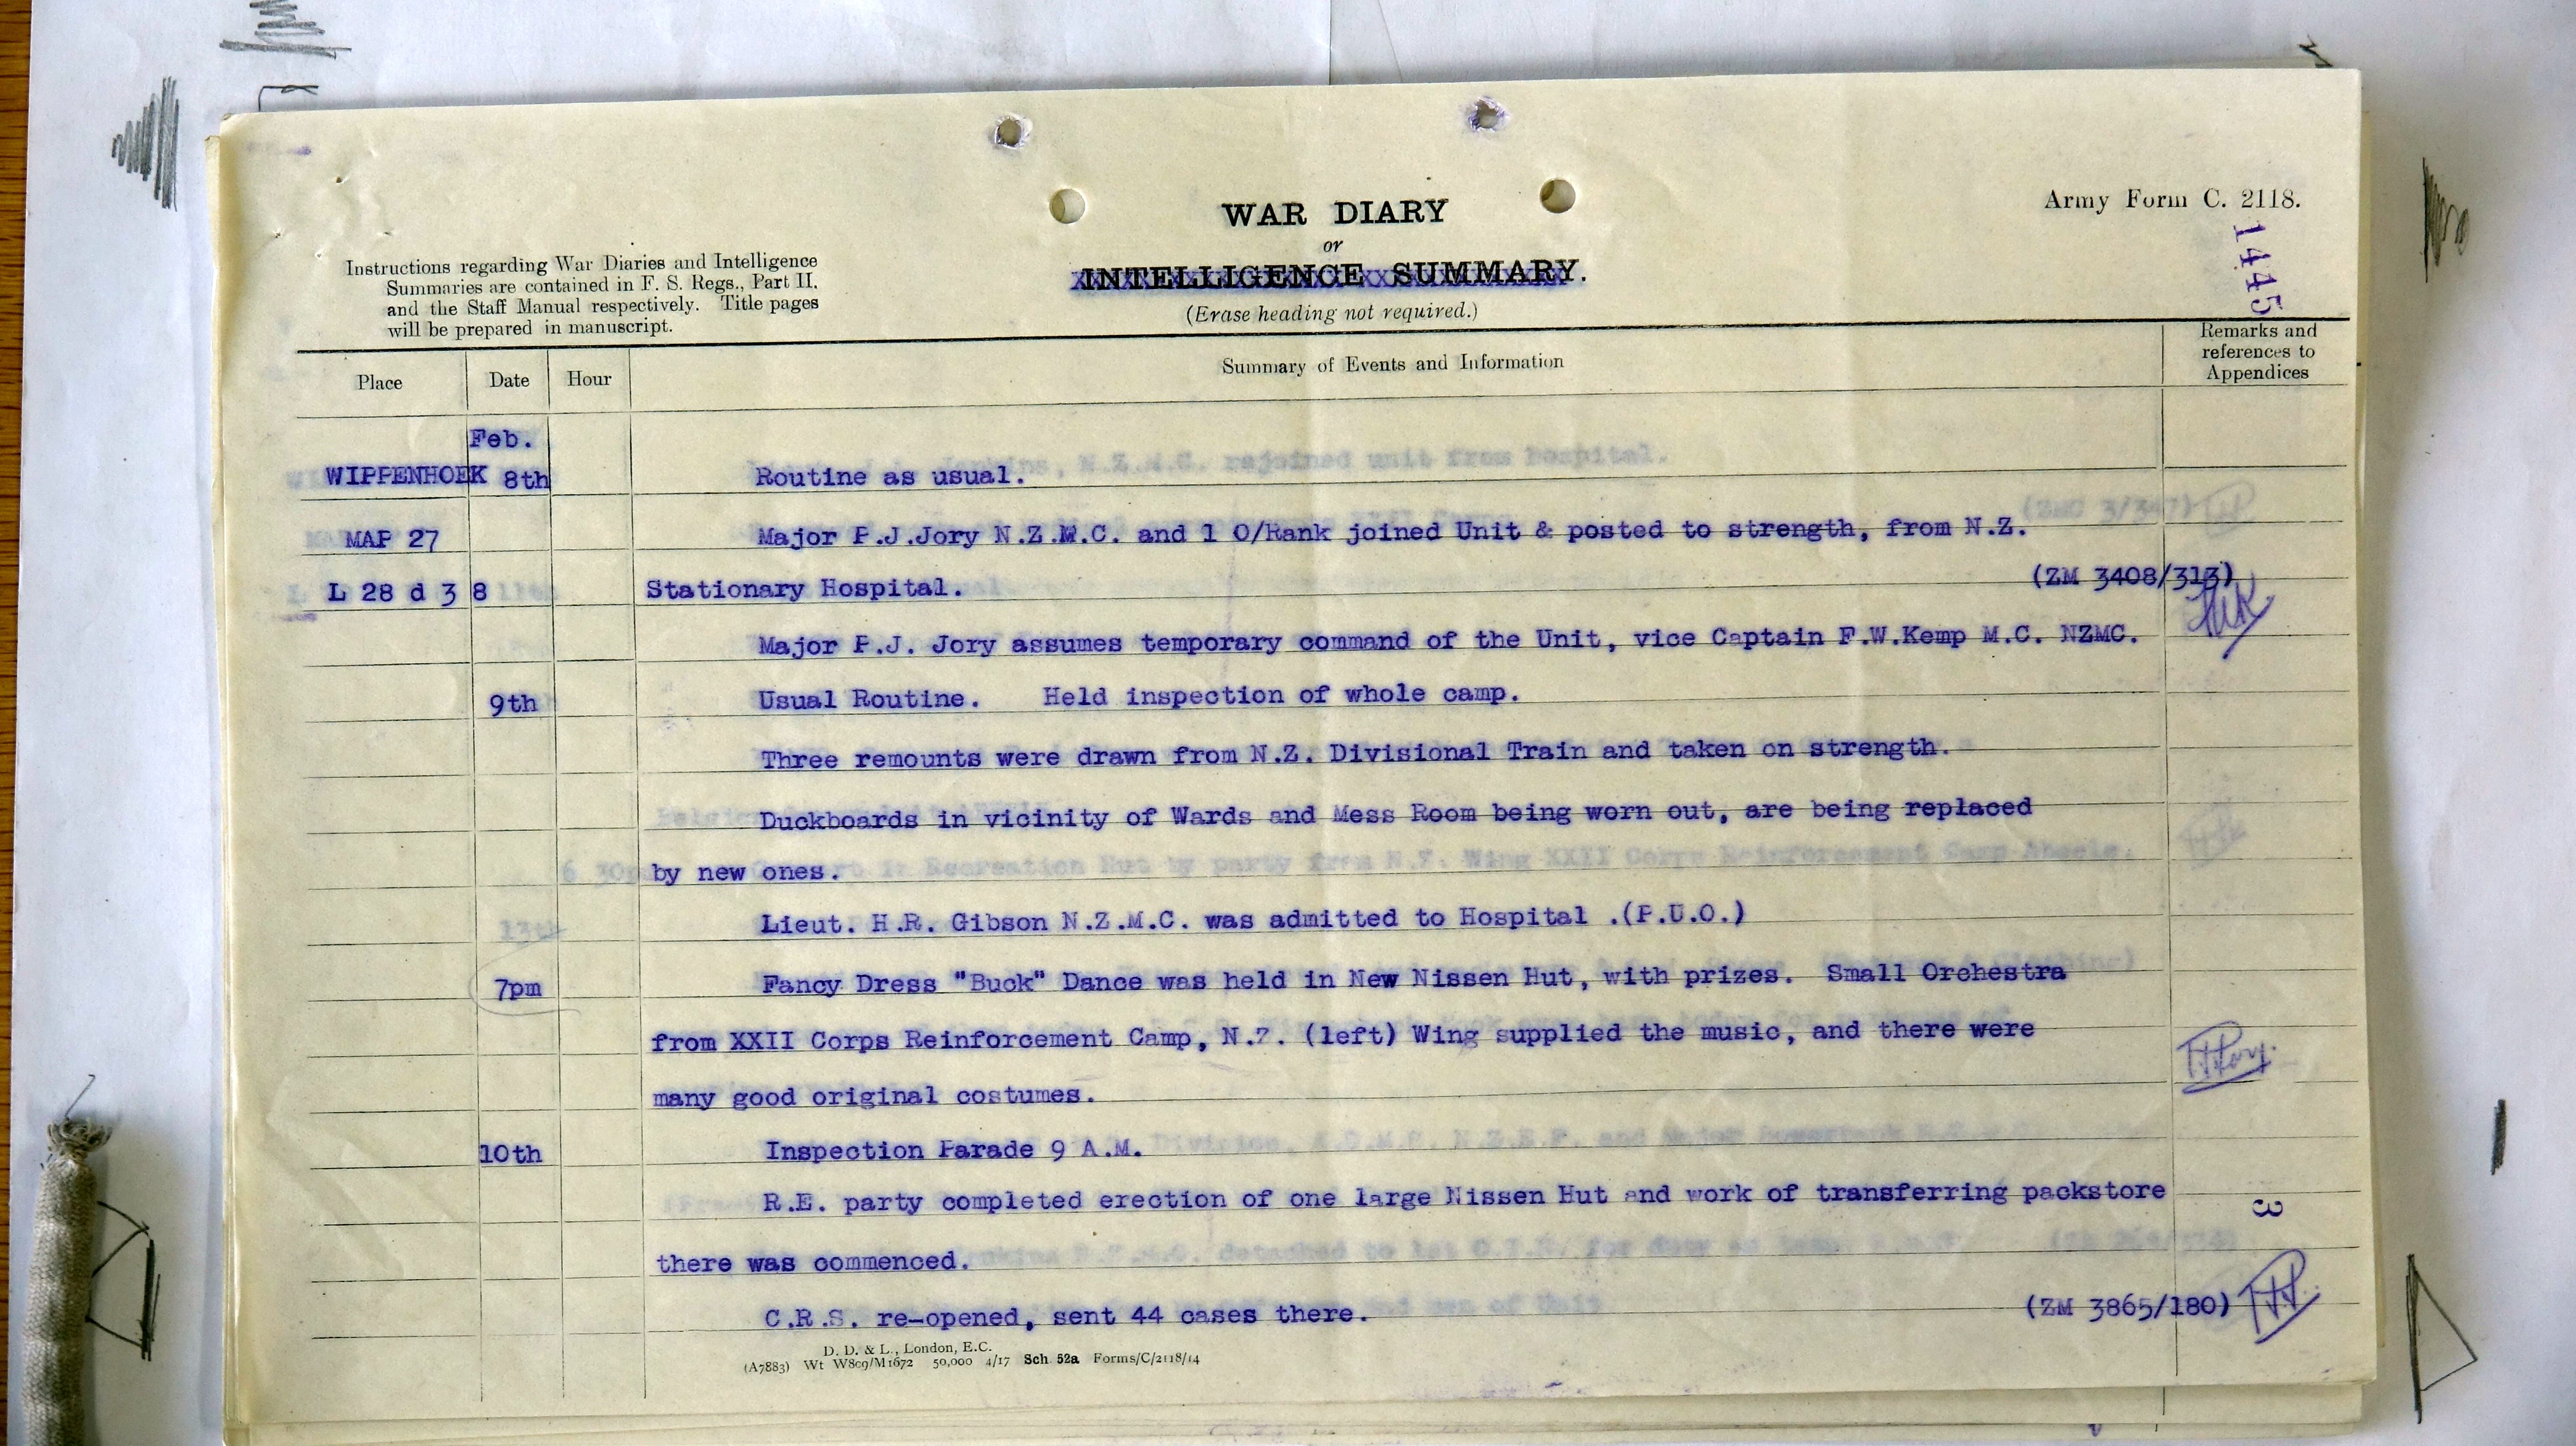 WAR DIARY
or
INTELLIGENCE SUMMARY.
(Erase heading not required.)
Army Form C. 2118.
1445
Instructions regarding War Diaries and Intelligence
Summaries are contained in F. S. Regs., Part II.
and the Staff Manual respectively. Title pages
will be prepared in manuscript.
Place Date Hour Summary of Events and Information Remarks and references to Appendices
Feb.
WIPPENHOEK 8th Routine as usual.
MAP 27 Major P.J.Jory N.Z.M.C. and 1 O/Rank joined Unit & posted to strength, from N.Z.
L 28 d 3 8 Stationary Hospital. (ZM 3408/313)
Major P.J. Jory assumes temporary command of the Unit, vice Captain F.W.Kemp M.C. NZMC.
9th Usual Routine. Held inspection of whole camp.
Three remounts were drawn from N.Z. Divisional Train and taken on strength.
Duckboards in vicinity of Wards and Mess Room being worn out, are being replaced
by new ones.
Lieut. H.R. Gibson N.Z.M.C. was admitted to Hospital .(P.U.O.)
7pm Fancy Dress "Buck" Dance was held in New Nissen Hut, with prizes. Small Orchestra
from XXII Corps Reinforcement Camp, N.Z. (left) Wing supplied the music, and there were
many good original costumes.
10th Inspection Parade 9 A.M.
R.E. party completed erection of one large Nissen Hut and work of transferring packstore
there was commenced.
3
C.R.S. re-opened, sent 44 cases there. (ZM 3865/180)
D. D. & L., London, E.C.
(A7883) Wt W809/M1672 50,000 4/17 Sch 52a Forms/C/2118/14